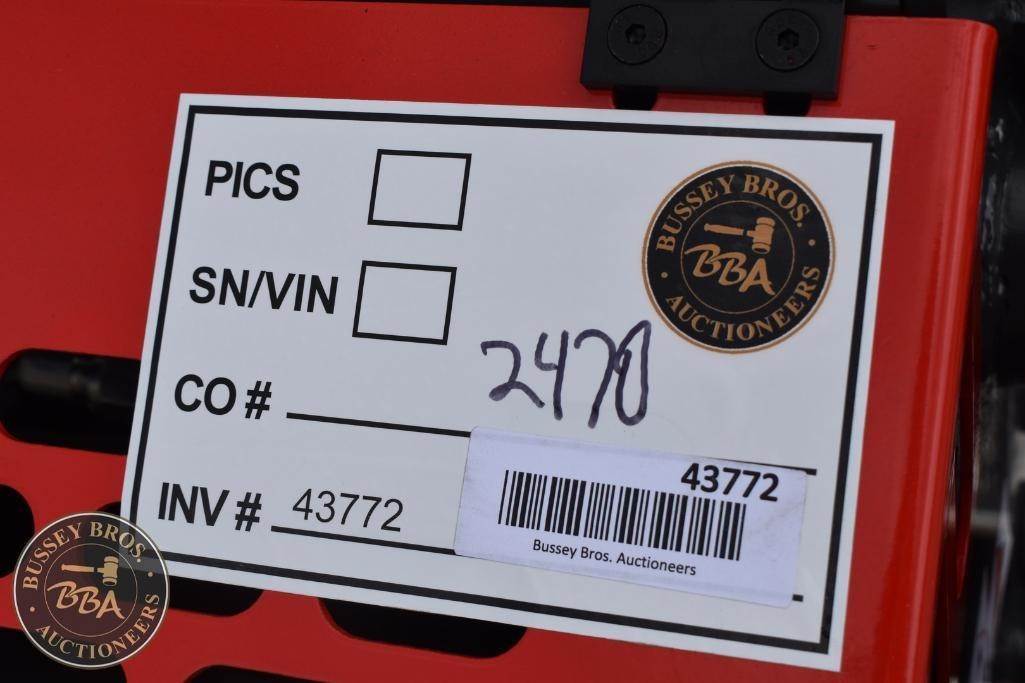 PICS
BUSSEY BROS.
BBA
AUCTIONEERS
SN/VIN
2470
CO #
43772
INV # 43772
Bussey Bros. Auctioneers
BUSSEY BROS.
BBA
AUCTIONEERS